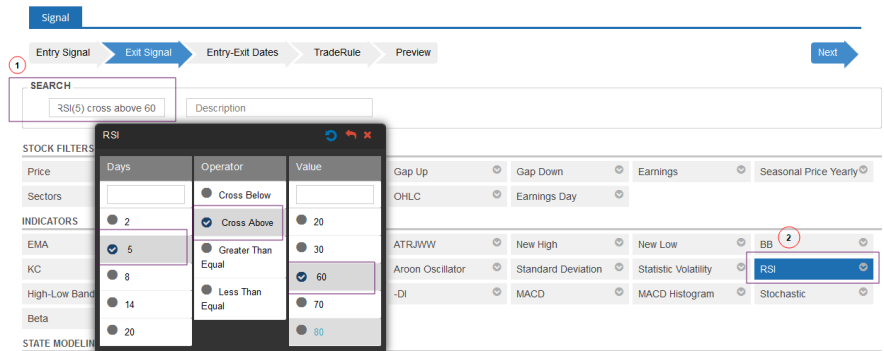 Signal
Entry Signal Exit Signal Entry-Exit Dates TradeRule Preview Next
1
SEARCH
RSI(5) cross above 60 Description
RSI
STOCK FILTERS
Days Operator Value
Price Gap Up Gap Down Earnings Seasonal Price Yearly
Cross Below
Sectors OHLC Earnings Day
INDICATORS
2 Cross Above 20
2
EMA ATRJWW New High New Low BB
5 Greater Than Equal 30
KC Aroon Oscillator Standard Deviation Statistic Volatility RSI
8 60
High-Low Band -DI MACD MACD Histogram Stochastic
14 Less Than Equal 70
Beta
20 80
STATE MODELIN